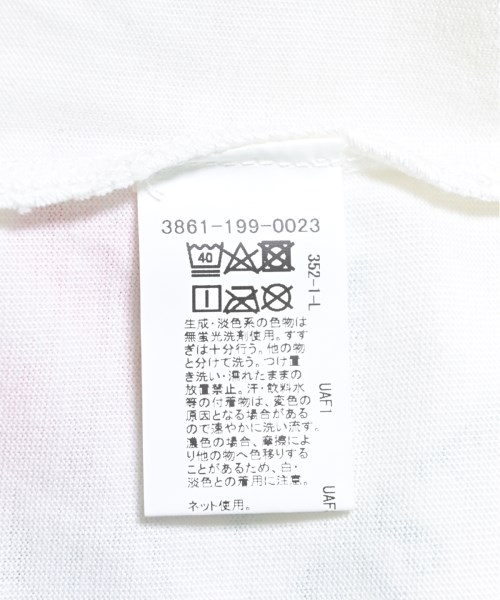 3861-199-0023
40
352-1-L
生成・淡色系の色物は
無蛍光洗剤使用。すす
ぎは十分行う。他の物
と分けて洗う。つけ置
き洗い・濡れたままの
放置禁止。汗・飲料水
等の付着物は、変色の
原因となる場合がある
ので速やかに洗い流す。
濃色の場合、摩擦によ
り他の物へ色移りする
ことがあるため、白・
淡色との着用に注意。
ネット使用。
UAF1
UAF